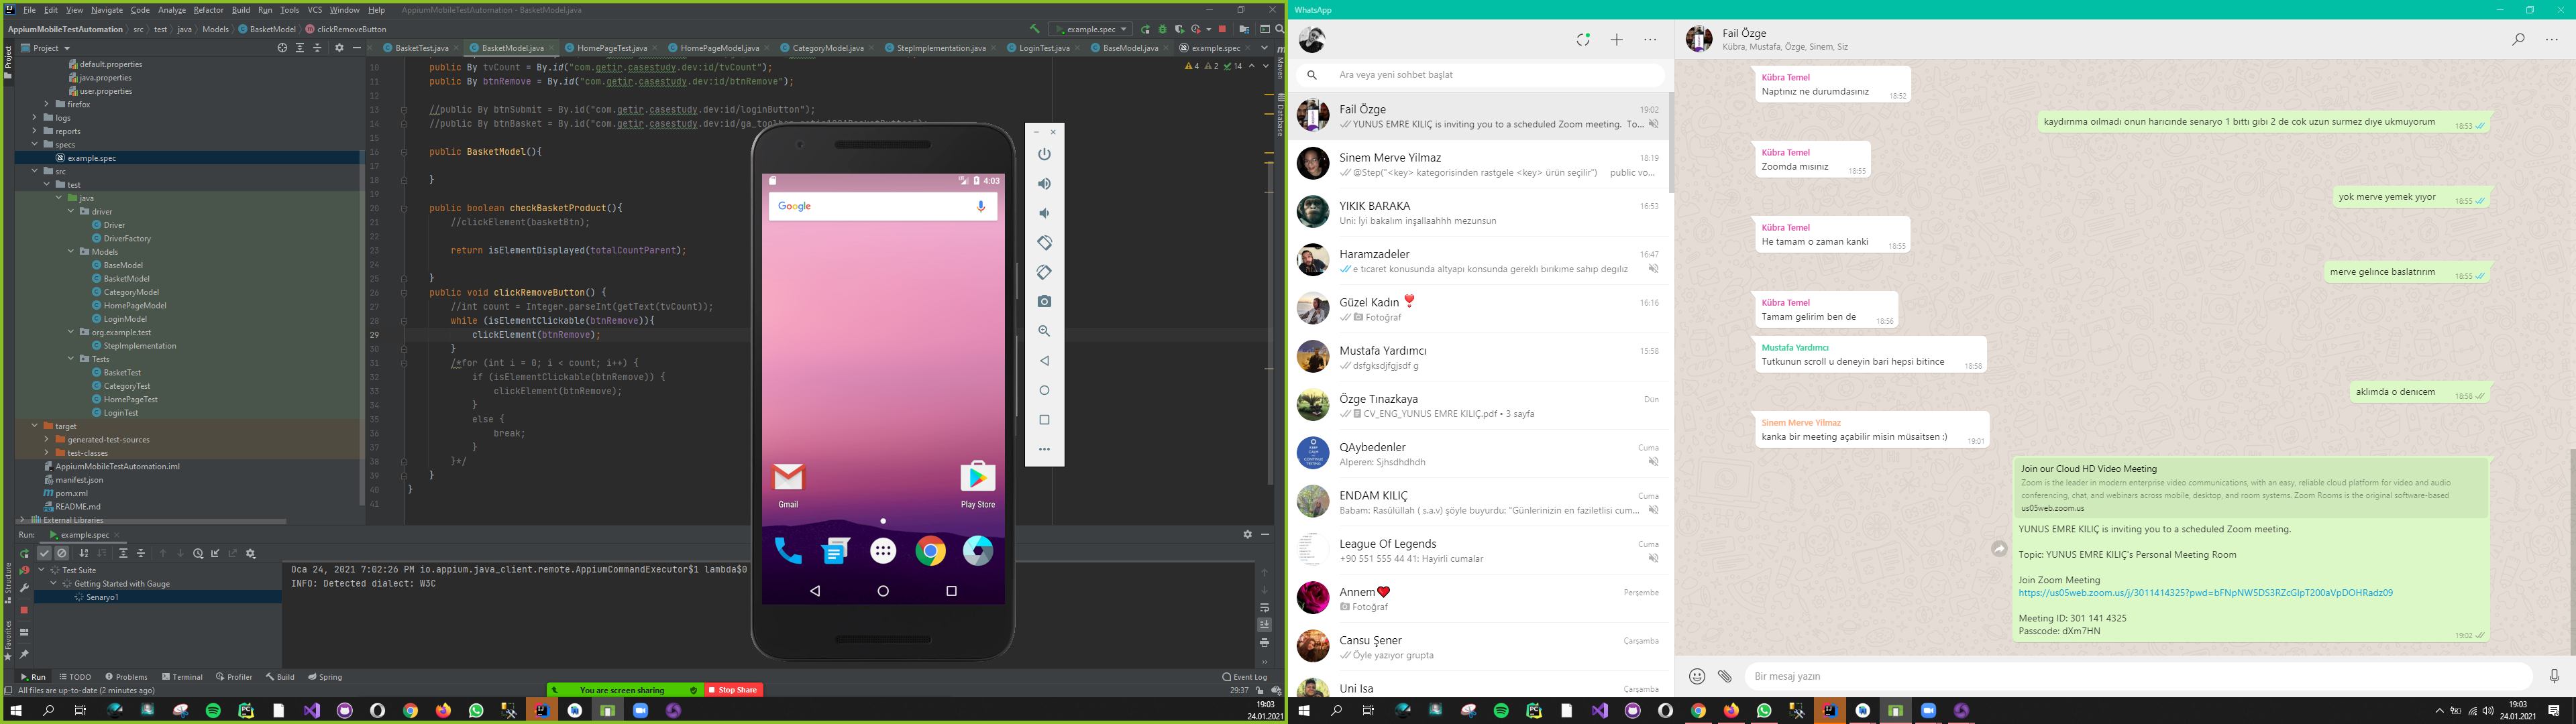 File Edit View Navigate Code Analyze Refactor Build Run Tools VCS Window Help AppiumMobileTestAutomation - BasketModel.java
AppiumMobileTestAutomation src test java Models BasketModel clickRemoveButton
example.spec
Project
BasketTest.java BasketModel.java HomePageTest.java HomePageModel.java CategoryModel.java StepImplementation.java LoginTest.java BaseModel.java example.spec
default.properties
java.properties
user.properties
firefox
logs
reports
specs
example.spec
src
test
java
driver
Driver
DriverFactory
Models
BaseModel
BasketModel
CategoryModel
HomePageModel
LoginModel
org.example.test
StepImplementation
Tests
BasketTest
CategoryTest
HomePageTest
LoginTest
target
generated-test-sources
test-classes
AppiumMobileTestAutomation.iml
manifest.json
pom.xml
README.md
External Libraries
10 public By tvCount = By.id("com.getir.casestudy.dev:id/tvCount");
11 public By btnRemove = By.id("com.getir.casestudy.dev:id/btnRemove");
12
13 //public By btnSubmit = By.id("com.getir.casestudy.dev:id/loginButton");
14 //public By btnBasket = By.id("com.getir.casestudy.dev:id/ga_toolbar
15
16 public BasketModel(){
17
18 }
19
20 public boolean checkBasketProduct(){
21 //clickElement(basketBtn);
22
23 return isElementDisplayed(totalCountParent);
24
25 }
26 public void clickRemoveButton() {
27 //int count = Integer.parseInt(getText(tvCount));
28 while (isElementClickable(btnRemove)){
29 clickElement(btnRemove);
30 }
31 /*for (int i = 0; i < count; i++) {
32 if (isElementClickable(btnRemove)) {
33 clickElement(btnRemove);
34 }
35 else {
36 break;
37 }
38 }*/
39 }
40 }
41
4 2 14
Maven
Database
Project
Structure
Favorites
4:03
Google
Gmail
Play Store
Run: example.spec
Test Suite
Getting Started with Gauge
Senaryo1
Oca 24, 2021 7:02:26 PM io.appium.java_client.remote.AppiumCommandExecutor$1 lambda$0
INFO: Detected dialect: W3C
Run TODO Problems Terminal Profiler Build Spring
Event Log
All files are up-to-date (2 minutes ago)
You are screen sharing Stop Share
29:37
19:03
24.01.2021
WhatsApp
Ara veya yeni sohbet başlat
Fail Özge 19:02
YUNUS EMRE KILIÇ is inviting you to a scheduled Zoom meeting. To...
Sinem Merve Yilmaz 18:19
@Step("<key> kategorisinden rastgele <key> ürün seçilir") public vo...
YIKIK BARAKA 16:53
Uni: İyi bakalım inşallaahhh mezunsun
Haramzadeler 16:47
e ticaret konusunda altyapı konsunda gerekli birikime sahip degiliz
Güzel Kadın 16:16
Fotoğraf
Mustafa Yardımcı 15:58
dsfgksdjfgjsdf g
Özge Tınazkaya Dün
CV_ENG_YUNUS EMRE KILIÇ.pdf • 3 sayfa
QAybedenler Cuma
Alperen: Sjhsdhdhdh
ENDAM KILIÇ Cuma
Babam: Rasûlüllah ( s.a.v) şöyle buyurdu: "Günlerinizin en faziletlisi cum...
League Of Legends Cuma
+90 551 555 44 41: Hayirli cumalar
Annem Perşembe
Fotoğraf
Cansu Şener Çarşamba
Öyle yazıyor grupta
Uni Isa Çarşamba
Fail Özge
Kübra, Mustafa, Özge, Sinem, Siz
Kübra Temel
Naptınız ne durumdasınız 18:52
kaydırnma oılmadı onun harıcınde senaryo 1 bıttı gıbı 2 de cok uzun surmez dıye ukmuyorum 18:53
Kübra Temel
Zoomda mısınız 18:55
yok merve yemek yıyor 18:55
Kübra Temel
He tamam o zaman kanki 18:55
merve gelınce baslatrırım 18:55
Kübra Temel
Tamam gelirim ben de 18:56
Mustafa Yardımcı
Tutkunun scroll u deneyin bari hepsi bitince 18:58
aklımda o denıcem 18:58
Sinem Merve Yilmaz
kanka bir meeting açabilir misin müsaitsen :) 19:01
Join our Cloud HD Video Meeting
Zoom is the leader in modern enterprise video communications, with an easy, reliable cloud platform for video and audio
conferencing, chat, and webinars across mobile, desktop, and room systems. Zoom Rooms is the original software-based
us05web.zoom.us
YUNUS EMRE KILIÇ is inviting you to a scheduled Zoom meeting.
Topic: YUNUS EMRE KILIÇ's Personal Meeting Room
Join Zoom Meeting
https://us05web.zoom.us/j/3011414325?pwd=bFNpNW5DS3RZcGlpT200aVpDOHRadz09
Meeting ID: 301 141 4325
Passcode: dXm7HN
19:02
Bir mesaj yazın
19:03
24.01.2021